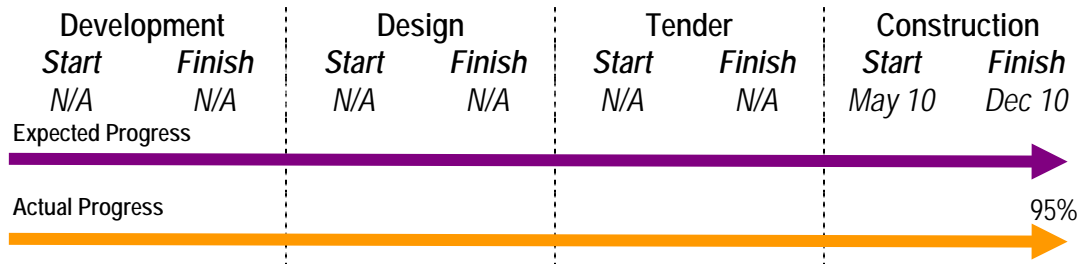 Development Design Tender Construction
Start Finish Start Finish Start Finish Start Finish
N/A N/A N/A N/A N/A N/A May 10 Dec 10
Expected Progress
Actual Progress 95%